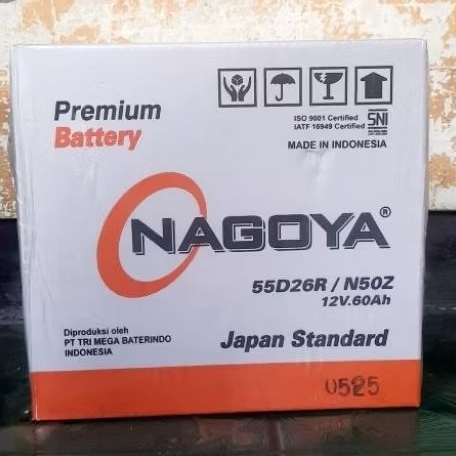 Premium
Battery
ISO 9001 Certified
IATF 16949 Certified
SNI
MADE IN INDONESIA
NAGOYA®
55D26R / N50Z
12V.60Ah
Diproduksi oleh
PT TRI MEGA BATERINDO
INDONESIA
Japan Standard
0525